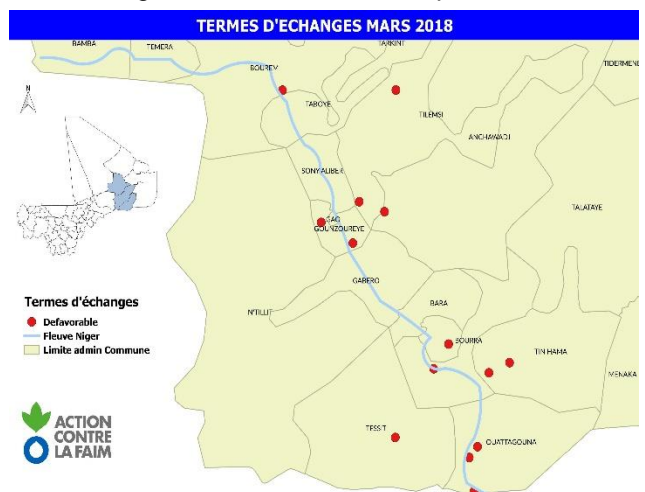 TERMES D'ECHANGES MARS 2018
BAMBA
TEMERA
TARKINT
BOUREM
TIDERMENE
N
TABOYE
TILEMSI
ANCHAWADJ
SONY ALIBER
TALATAYE
GAO
GOUNZOUREYE
GABERO
BARA
N'TILLIT
Termes d'échanges
Defavorable
Fleuve Niger
Limite admin Commune
BOURRA
TIN HAMA
MENAKA
TESSIT
OUATTAGOUNA
ACTION
CONTRE
LA FAIM